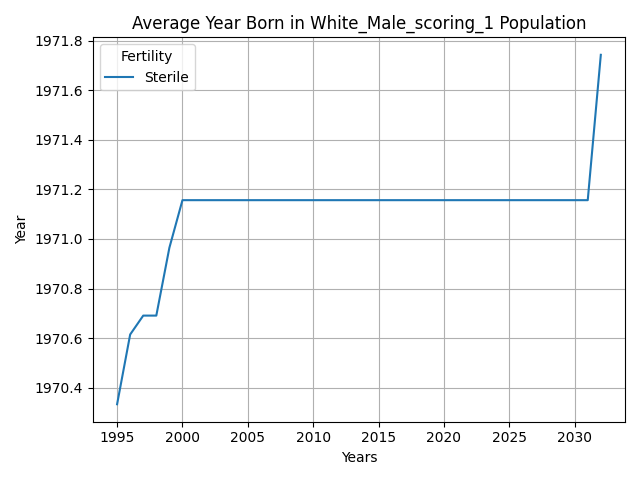 Average Year Born in White_Male_scoring_1 Population
Fertility
Sterile
1971.8
1971.6
1971.4
1971.2
1971.0
1970.8
1970.6
1970.4
Year
1995 2000 2005 2010 2015 2020 2025 2030
Years